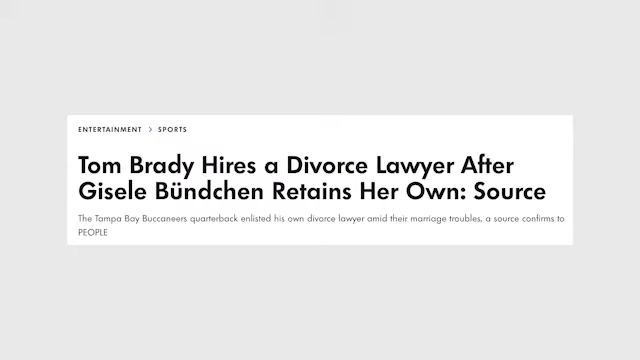 ENTERTAINMENT > SPORTS
Tom Brady Hires a Divorce Lawyer After
Gisele Bündchen Retains Her Own: Source
The Tampa Bay Buccaneers quarterback enlisted his own divorce lawyer amid their marriage troubles, a source confirms to
PEOPLE